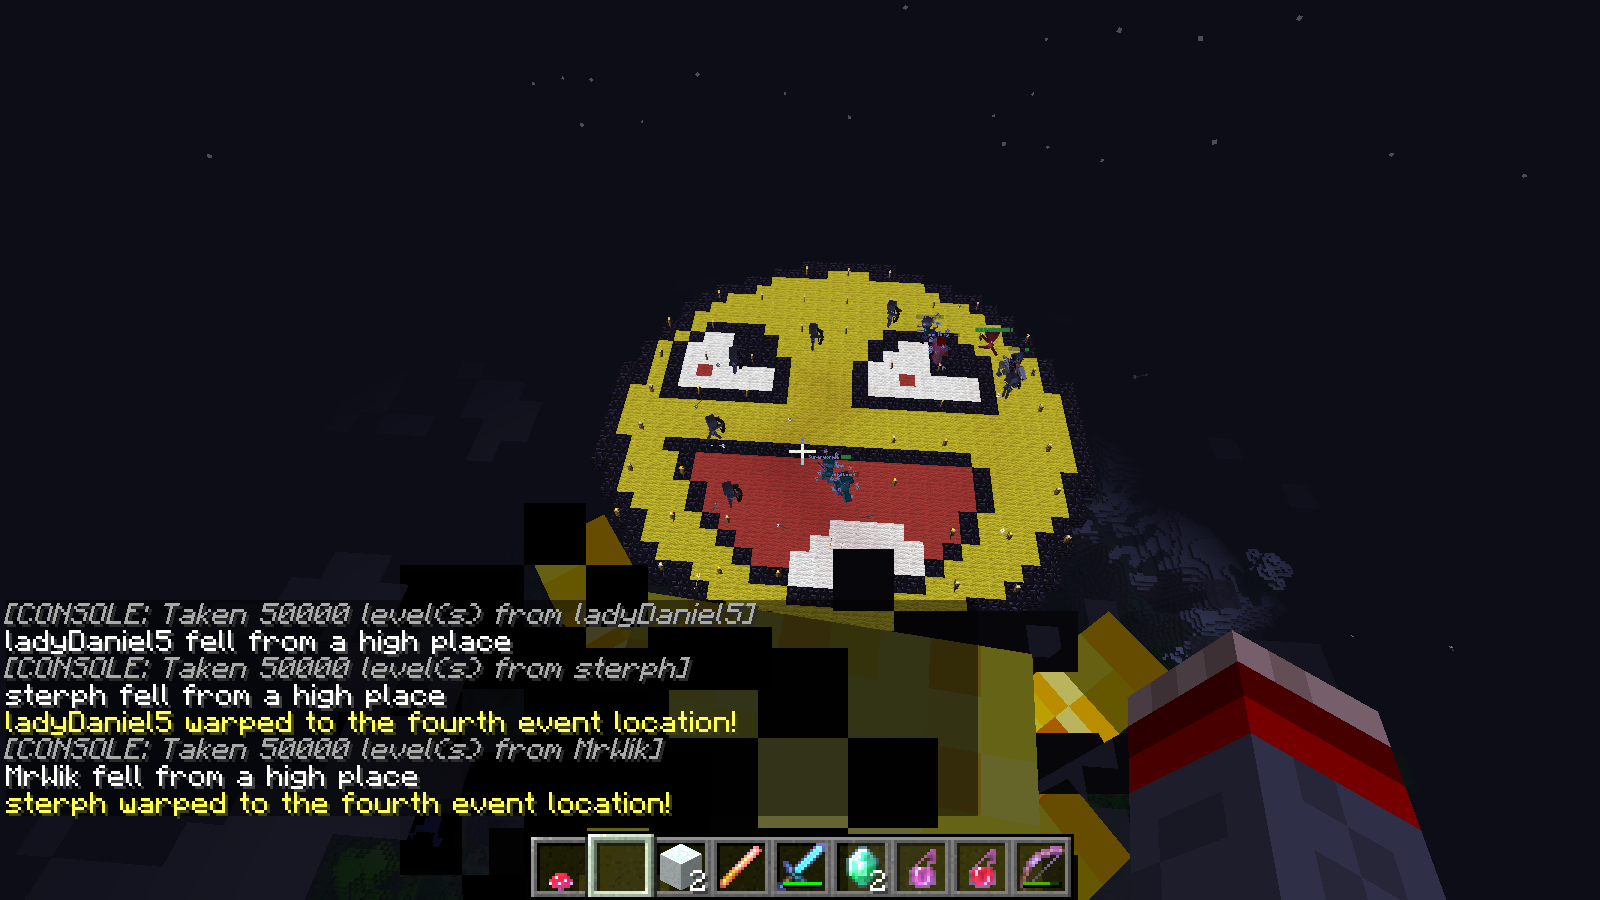 [CONSOLE: Taken 50000 level(s) from ladyDaniel5]
ladyDaniel5 fell from a high place
[CONSOLE: Taken 50000 level(s) from sterph]
sterph fell from a high place
ladyDaniel5 warped to the fourth event location!
[CONSOLE: Taken 50000 level(s) from MrWik]
MrWik fell from a high place
sterph warped to the fourth event location!
2
2